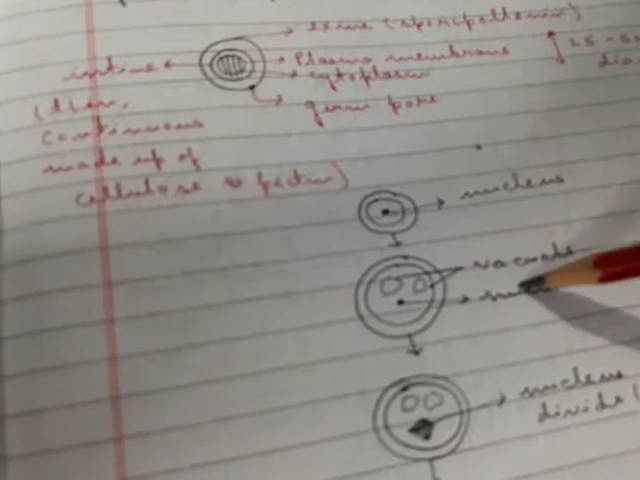 exine (sporopollenin)
intine
Plasma membrane
cytoplasm
germ pore
25 -
dia
(thin,
continuous
made up of
cellulose & pectin)
nucleus
vacuole
nucleus
divide (